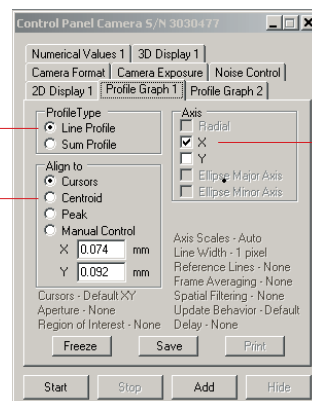 Control Panel Camera S/N 3030477
Numerical Values 1
3D Display 1
Camera Format
Camera Exposure
Noise Control
2D Display 1
Profile Graph 1
Profile Graph 2
ProfileType
Line Profile
Sum Profile
Axis
Radial
X
Y
Ellipse Major Axis
Ellipse Minor Axis
Align to
Cursors
Centroid
Peak
Manual Control
X 0.074 mm
Y 0.092 mm
Cursors - Default XY
Aperture - None
Region of Interest - None
Axis Scales - Auto
Line Width - 1 pixel
Reference Lines - None
Frame Averaging - None
Spatial Filtering - None
Update Behavior - Default
Delay - None
Freeze
Save
Print
Start
Stop
Add
Hide